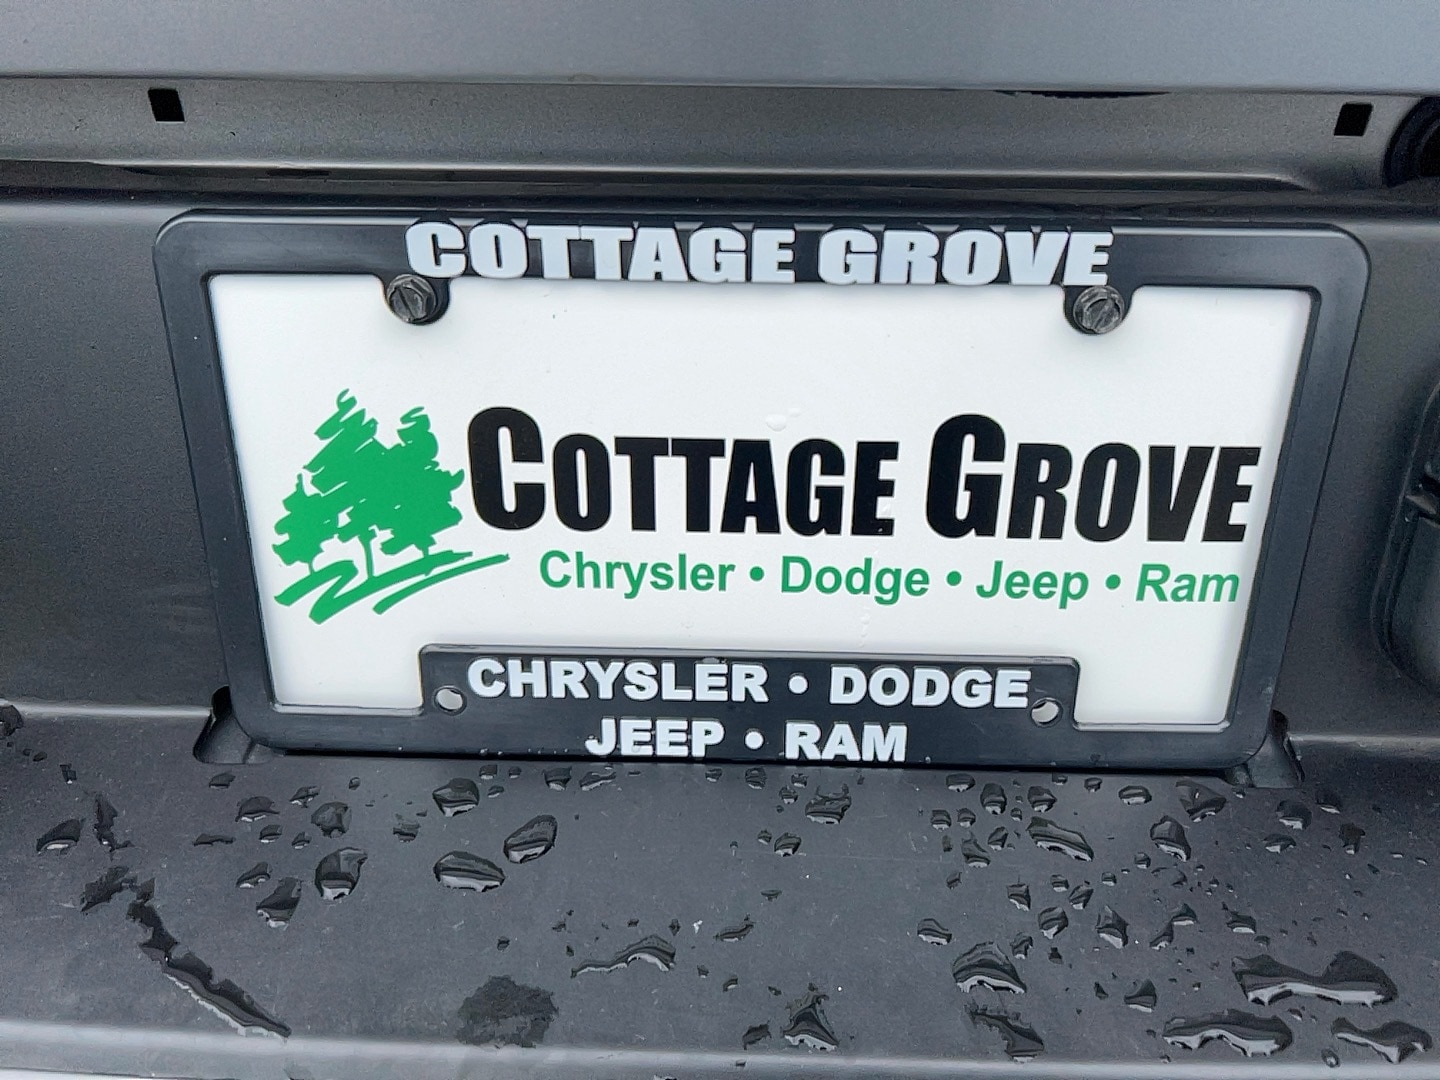 COTTAGE GROVE
COTTAGE GROVE
Chrysler • Dodge • Jeep • Ram
CHRYSLER • DODGE
JEEP • RAM